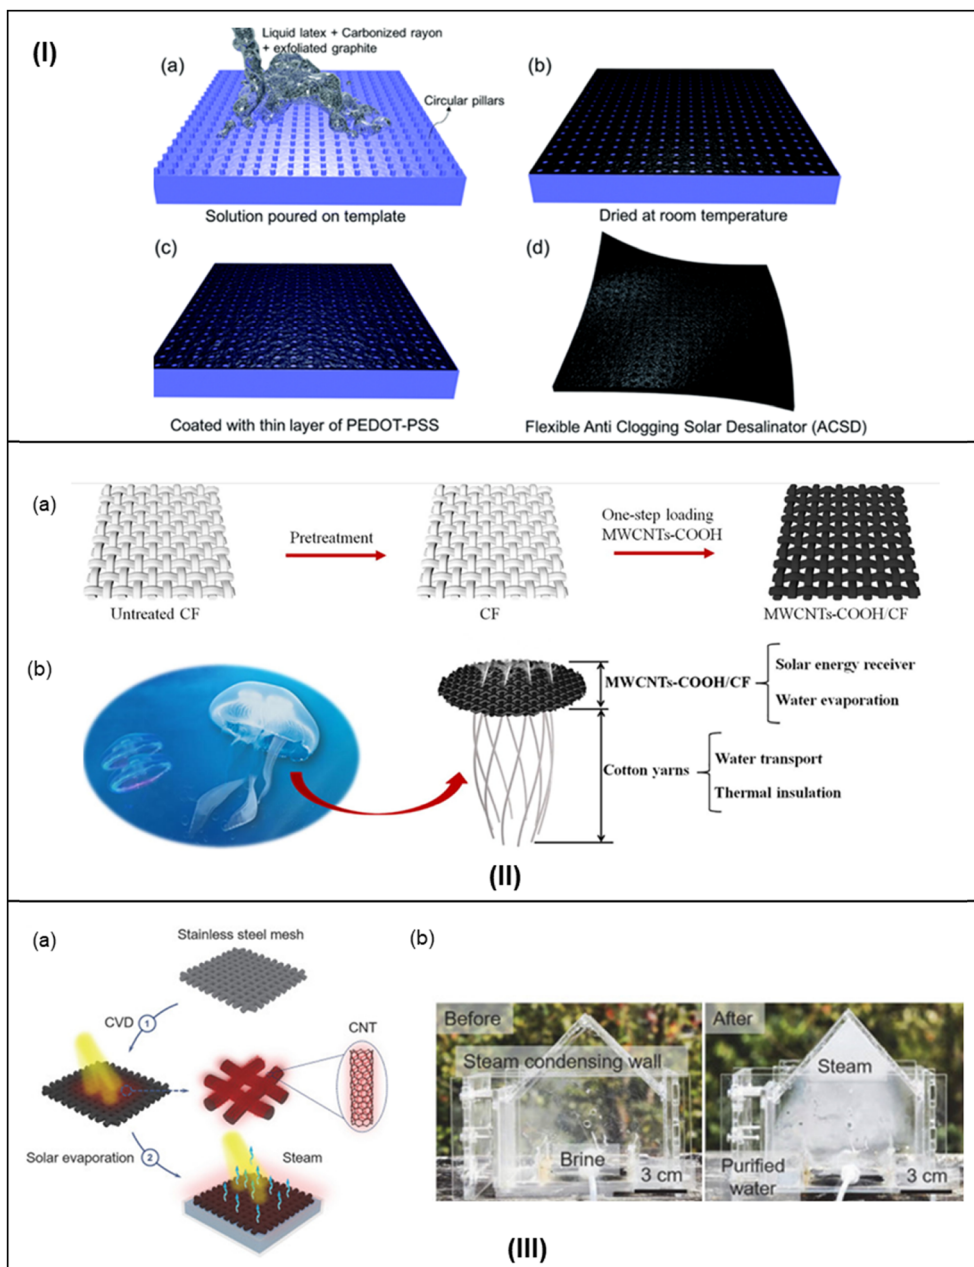 (I)
Liquid latex + Carbonized rayon
+ exfoliated graphite
(a)
Circular pillars
Solution poured on template
(b)
Dried at room temperature
(c)
Coated with thin layer of PEDOT-PSS
(d)
Flexible Anti Clogging Solar Desalinator (ACSD)
(a)
Untreated CF
Pretreatment
CF
One-step loading
MWCNTs-COOH
MWCNTs-COOH/CF
(b)
MWCNTs-COOH/CF
Solar energy receiver
Water evaporation
Cotton yarns
Water transport
Thermal insulation
(II)
(a)
Stainless steel mesh
CVD
1
CNT
Solar evaporation
2
Steam
(b)
Before
Steam condensing wall
Brine
3 cm
After
Steam
Purified
water
3 cm
(III)